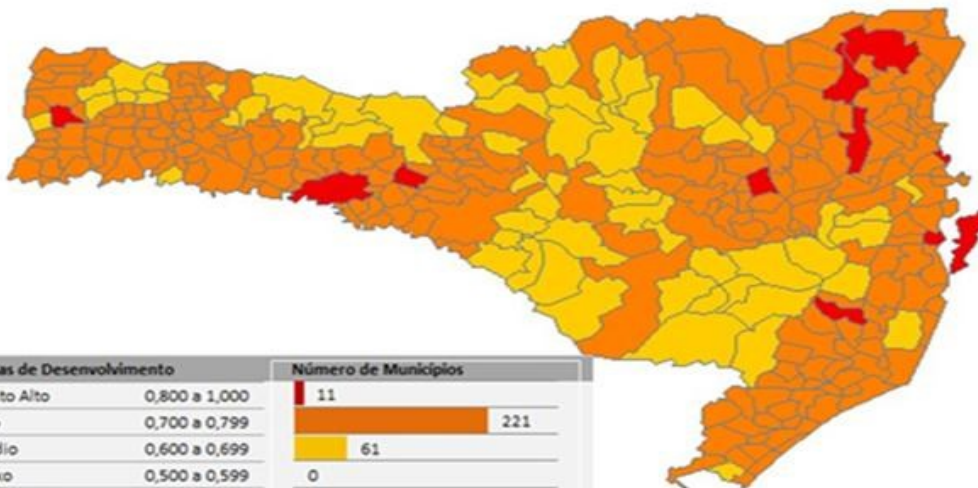 as de Desenvolvimento Número de Municípios
to Alto 0,800 a 1,000 11
0,700 a 0,799 221
dio 0,600 a 0,699 61
xo 0,500 a 0,599 0